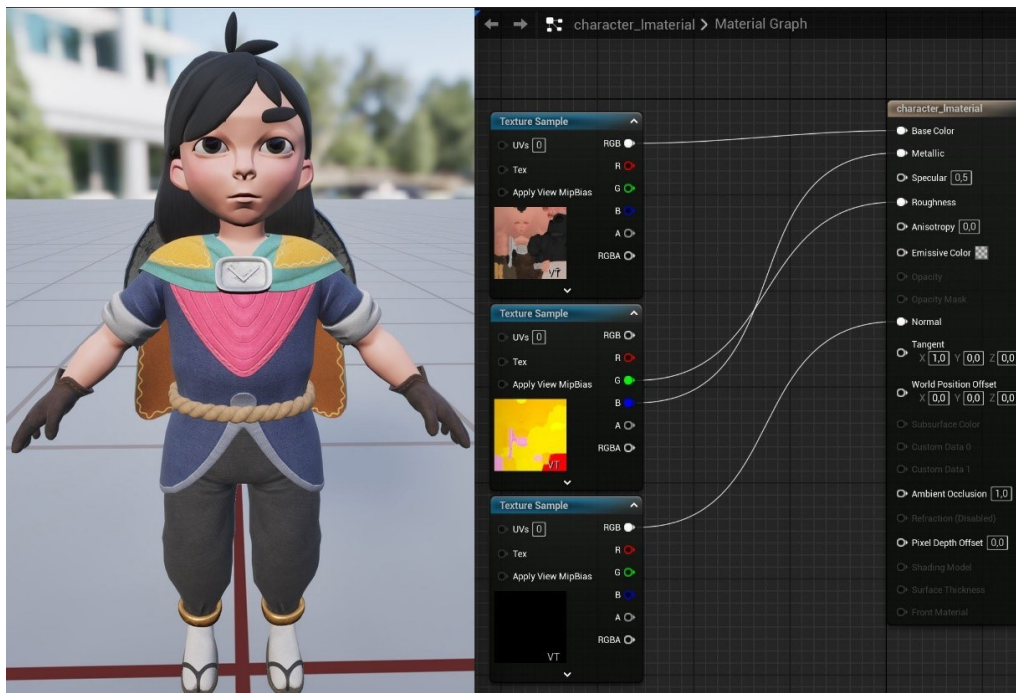 character_lmaterial > Material Graph
Texture Sample
UVs 0
Tex
Apply View MipBias
RGB
R
G
B
A
RGBA
VT
Texture Sample
UVs 0
Tex
Apply View MipBias
RGB
R
G
B
A
RGBA
VT
Texture Sample
UVs 0
Tex
Apply View MipBias
RGB
R
G
B
A
RGBA
VT
character_lmaterial
Base Color
Metallic
Specular 0,5
Roughness
Anisotropy 0,0
Emissive Color
Opacity
Opacity Mask
Normal
Tangent
X 1,0 Y 0,0 Z 0,0
World Position Offset
X 0,0 Y 0,0 Z 0,0
Subsurface Color
Custom Data 0
Custom Data 1
Ambient Occlusion 1,0
Refraction (Disabled)
Pixel Depth Offset 0,0
Shading Model
Surface Thickness
Front Material